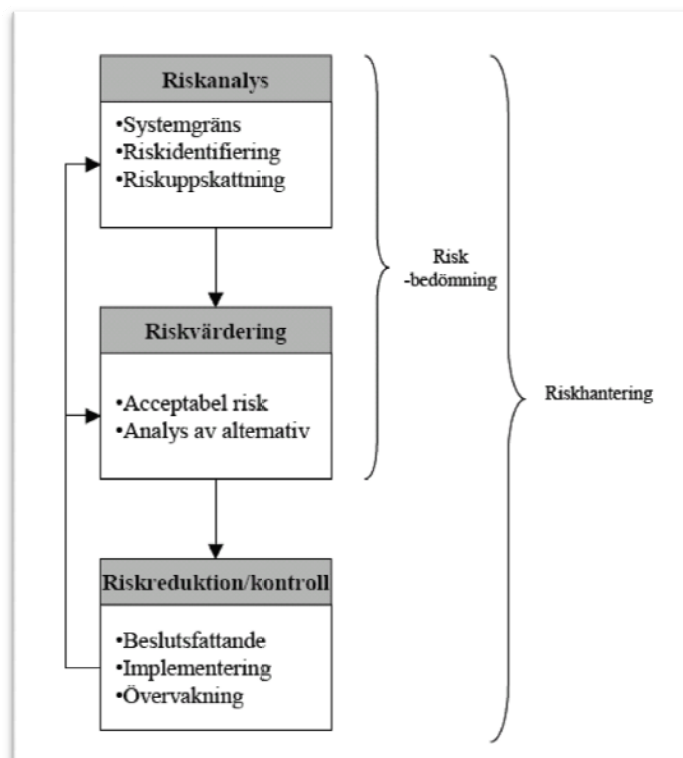 Riskanalys
•Systemgräns
•Riskidentifiering
•Riskuppskattning
Risk
-bedömning
Riskvärdering
•Acceptabel risk
•Analys av alternativ
Riskhantering
Riskreduktion/kontroll
•Beslutsfattande
•Implementering
•Övervakning